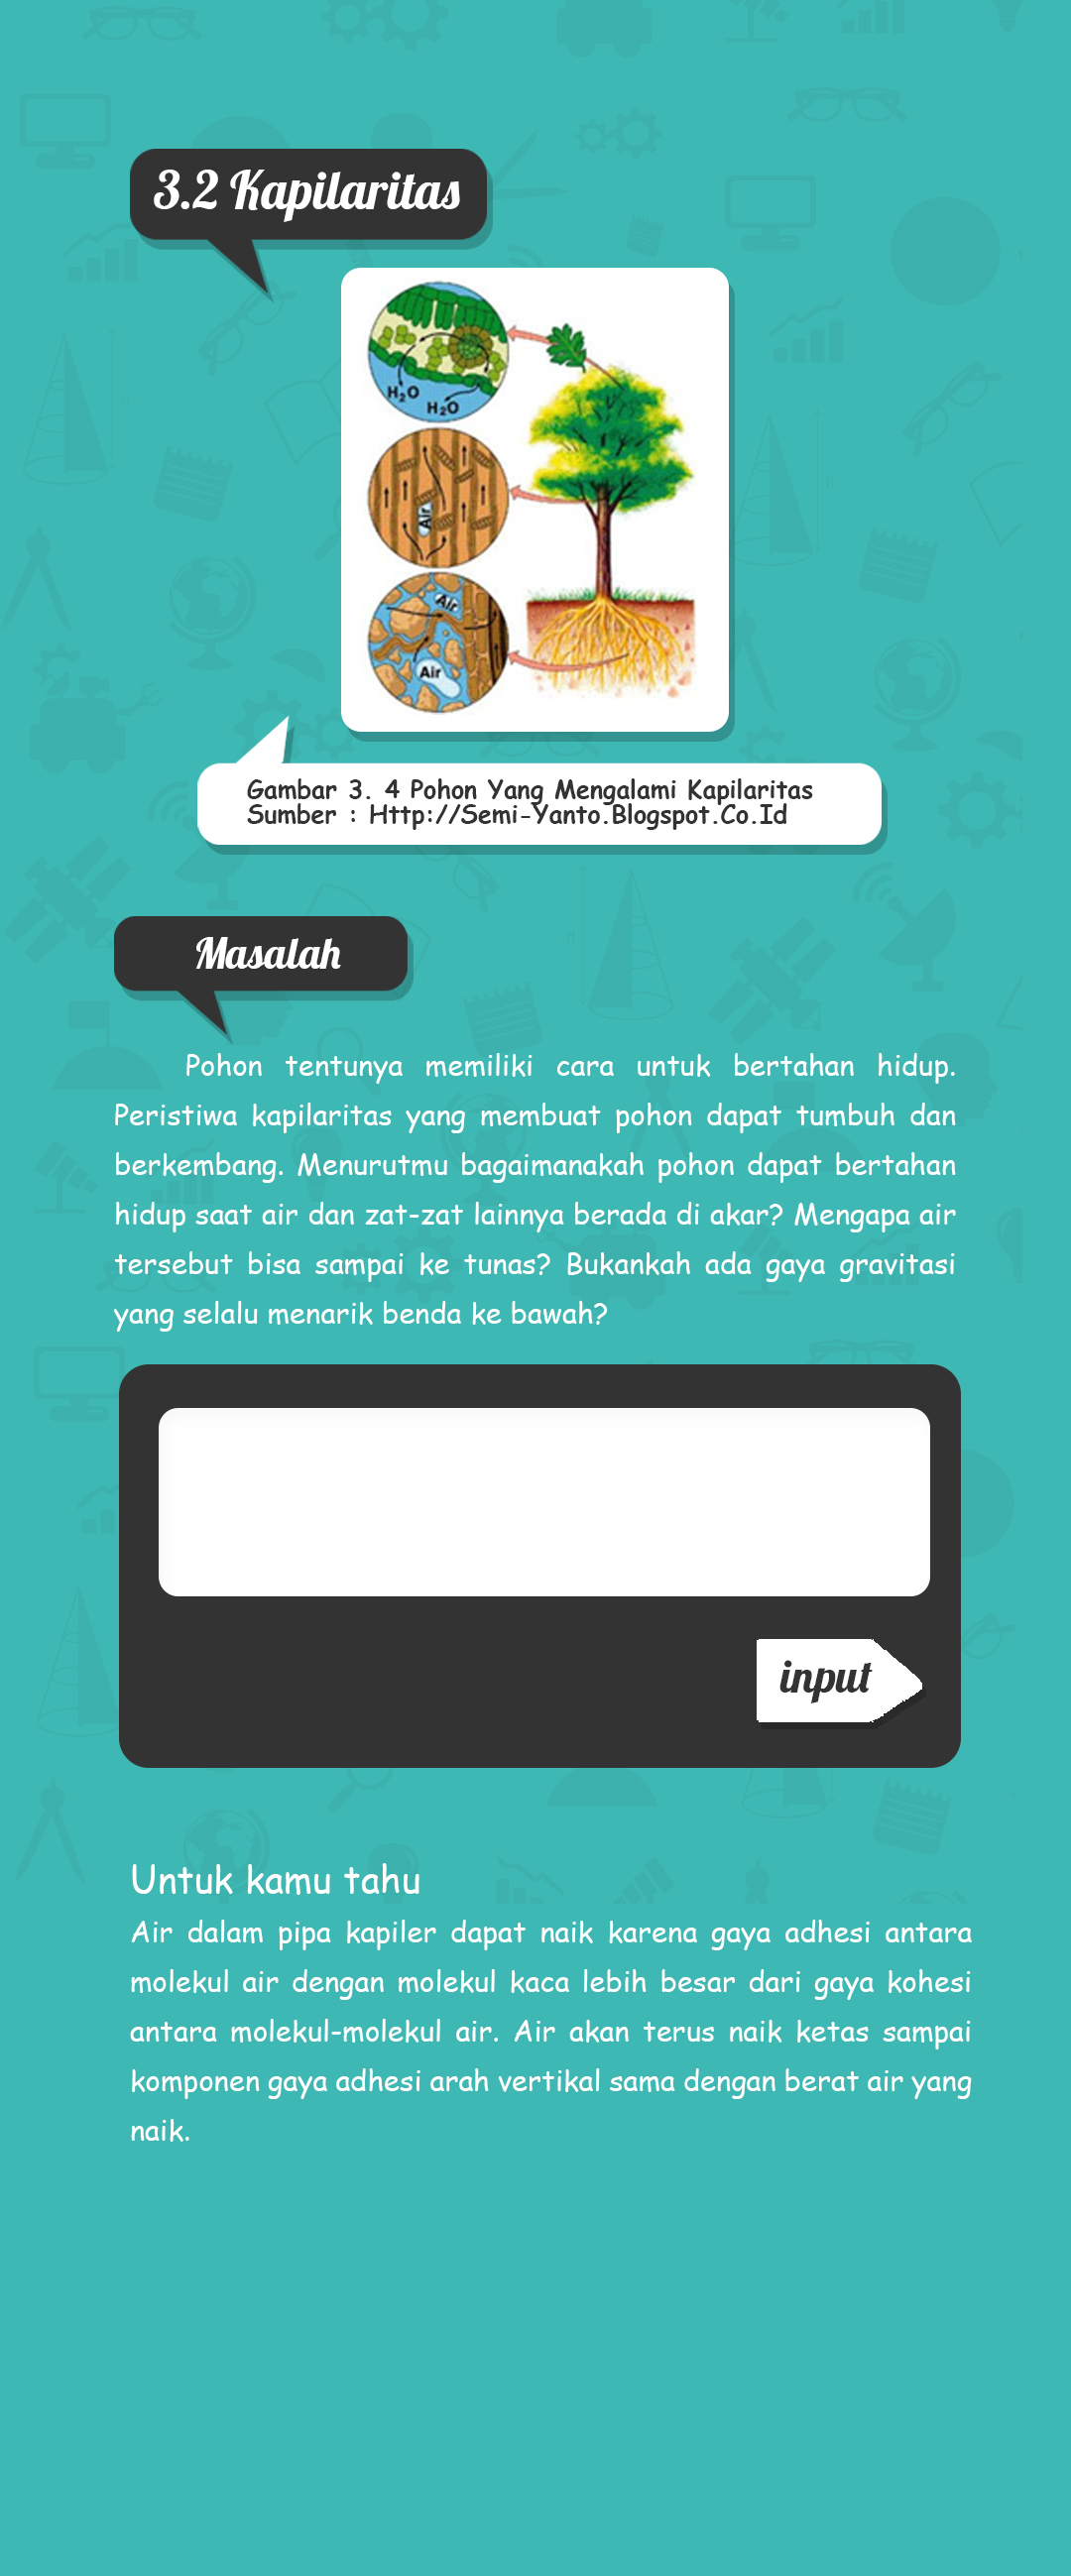 3.2 Kapilaritas
H2O
H2O
Air
Air
Air
Gambar 3. 4 Pohon Yang Mengalami Kapilaritas
Sumber : Http://Semi-Yanto.Blogspot.Co.Id
Masalah
Pohon tentunya memiliki cara untuk bertahan hidup.
Peristiwa kapilaritas yang membuat pohon dapat tumbuh dan
berkembang. Menurutmu bagaimanakah pohon dapat bertahan
hidup saat air dan zat-zat lainnya berada di akar? Mengapa air
tersebut bisa sampai ke tunas? Bukankah ada gaya gravitasi
yang selalu menarik benda ke bawah?
input
Untuk kamu tahu
Air dalam pipa kapiler dapat naik karena gaya adhesi antara
molekul air dengan molekul kaca lebih besar dari gaya kohesi
antara molekul-molekul air. Air akan terus naik ketas sampai
komponen gaya adhesi arah vertikal sama dengan berat air yang
naik.